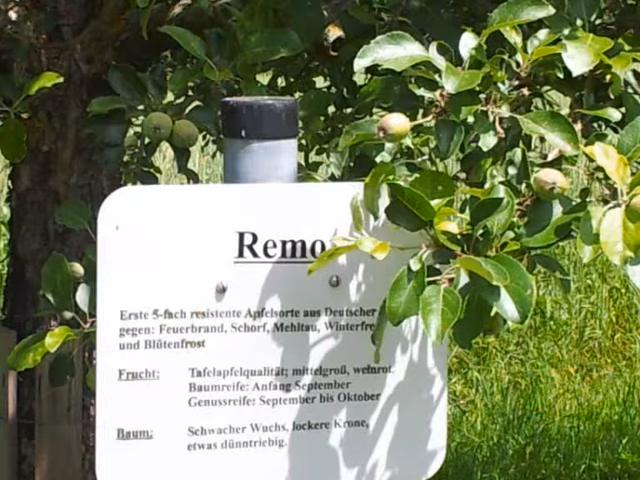 Remo
Erste 5-fach resistente Apfelsorte aus Deutscher
gegen: Feuerbrand, Schorf, Mehltau, Winterfre
und Blütenfrost
Frucht: Tafelapfelqualität; mittelgroß, weinrot.
Baumreife: Anfang September
Genussreife: September bis Oktober
Baum: Schwacher Wuchs, lockere Krone,
etwas dünntriebig.